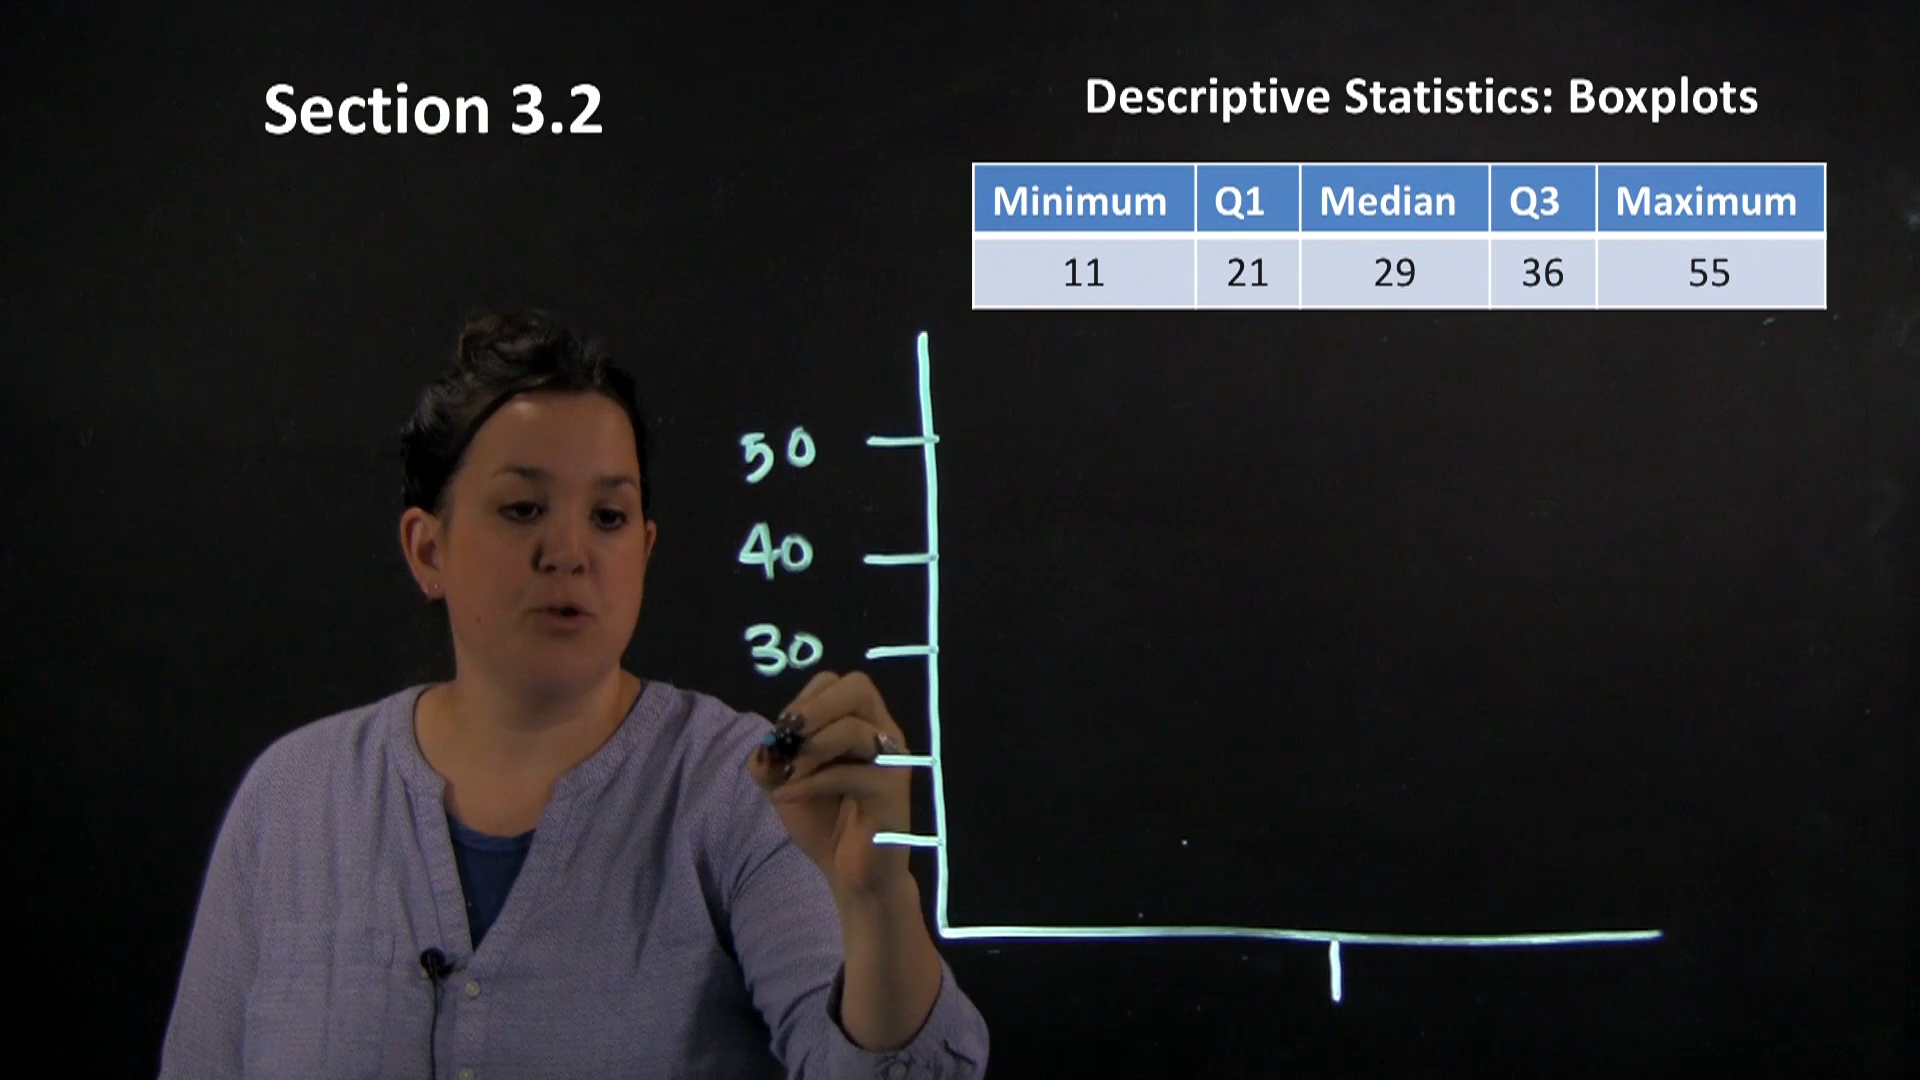 Section 3.2
Descriptive Statistics: Boxplots
Minimum Q1 Median Q3 Maximum
11 21 29 36 55
50
40
30